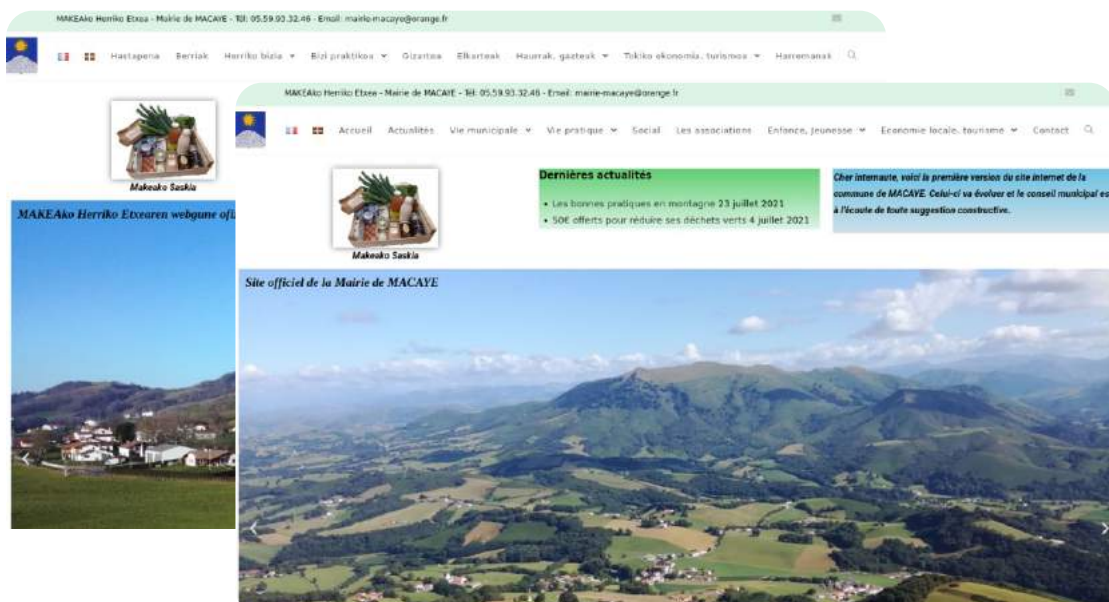 MAKEAko Herriko Etxea - Mairie de MACAYE - Tél: 05.59.93.32.46 - Email: mairie-macaye@orange.fr
Hastapena Berriak Herriko bizia Bizi praktikoa Gizartea Elkarteak Haurrak, gazteak Tokiko ekonomia, turismoa Harremanak
Makeako Saskia
MAKEAko Herriko Etxearen webgune ofi
MAKEAko Herriko Etxea - Mairie de MACAYE - Tél: 05.59.93.32.46 - Email: mairie-macaye@orange.fr
Accueil Actualités Vie municipale Vie pratique Social Les associations Enfance, Jeunesse Economie locale, tourisme Contact
Makeako Saskia
Dernières actualités
• Les bonnes pratiques en montagne 23 juillet 2021
• 50€ offerts pour réduire ses déchets verts 4 juillet 2021
Cher internaute, voici la première version du site internet de la
commune de MACAYE. Celui-ci va évoluer et le conseil municipal es
à l'écoute de toute suggestion constructive.
Site officiel de la Mairie de MACAYE